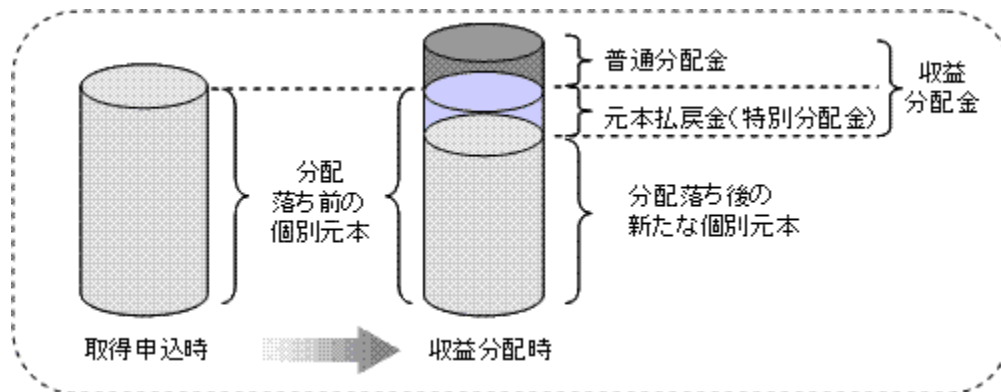 普通分配金
元本払戻金(特別分配金)
収益
分配金
分配
落ち前の
個別元本
分配落ち後の
新たな個別元本
取得申込時
収益分配時